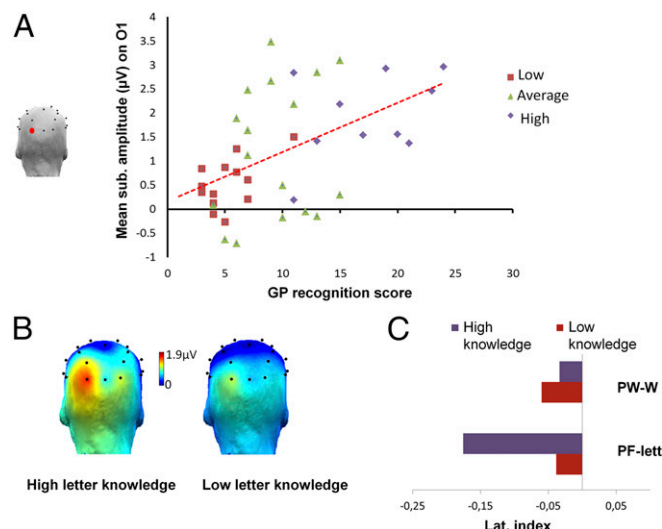 A
Mean sub. amplitude (µV) on O1
4
3.5
3
2.5
2
1.5
1
0.5
0
-0.5
-1
0 5 10 15 20 25 30
GP recognition score
Low
Average
High
B
1.9µV
0
High letter knowledge Low letter knowledge
C
High knowledge
Low knowledge
PW-W
PF-lett
-0,25 -0,15 -0,05 0,05
Lat. index